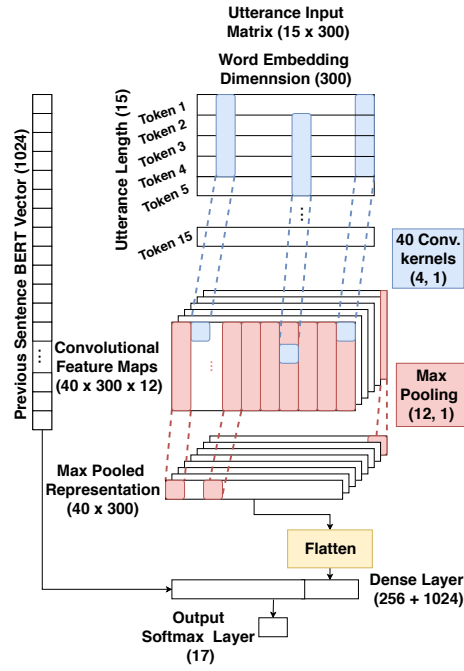 Utterance Input
Matrix (15 x 300)
Word Embedding
Dimennsion (300)
Previous Sentence BERT Vector (1024)
...
Utterance Length (15)
Token 1
Token 2
Token 3
Token 4
Token 5
...
Token 15
40 Conv.
kernels
(4, 1)
Convolutional
Feature Maps
(40 x 300 x 12)
...
Max
Pooling
(12, 1)
Max Pooled
Representation
(40 x 300)
Flatten
Dense Layer
(256 + 1024)
Output
Softmax Layer
(17)